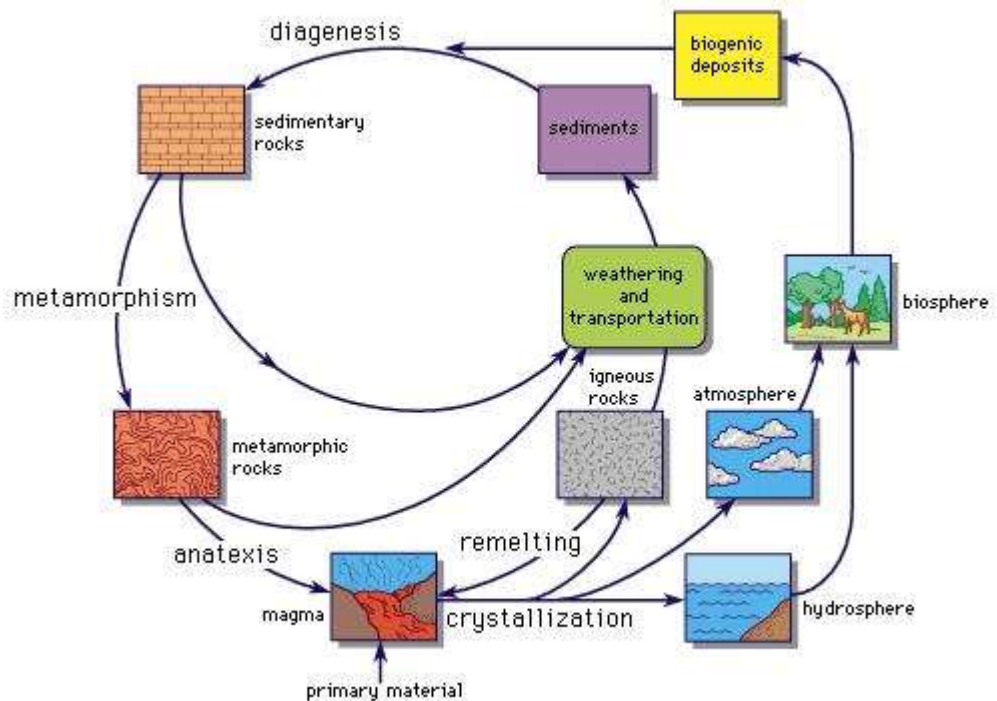 diagenesis
biogenic
deposits
sedimentary
rocks
sediments
weathering
and
transportation
metamorphism
biosphere
igneous
rocks
atmosphere
metamorphic
rocks
anatexis
remelting
magma
crystallization
hydrosphere
primary material